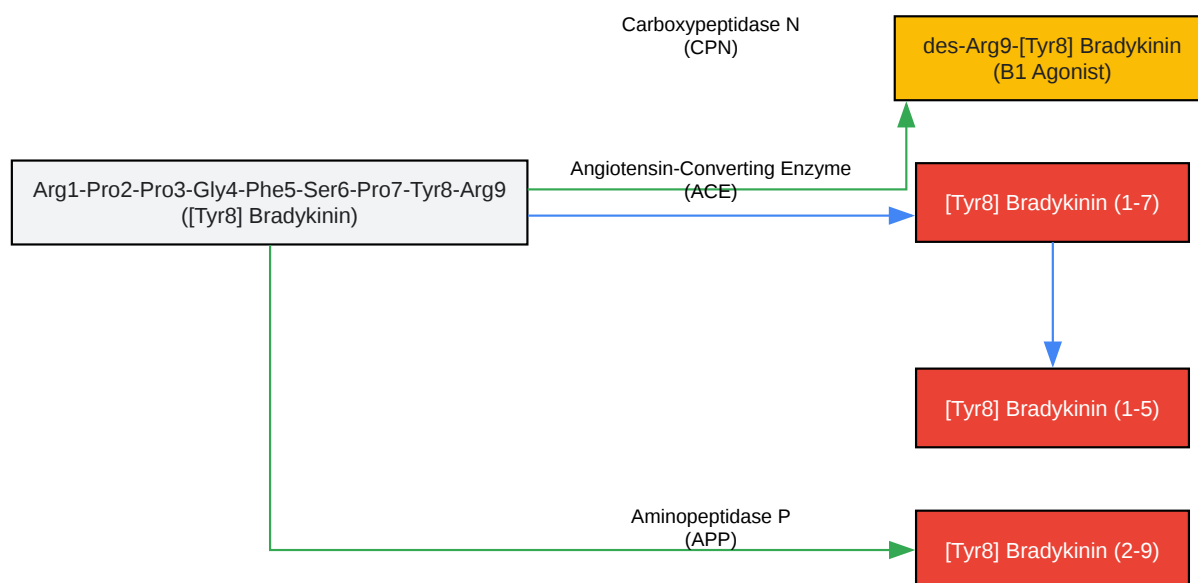 Carboxypeptidase N
(CPN)
des-Arg9-[Tyr8] Bradykinin
(B1 Agonist)
Arg1-Pro2-Pro3-Gly4-Phe5-Ser6-Pro7-Tyr8-Arg9
([Tyr8] Bradykinin)
Angiotensin-Converting Enzyme
(ACE)
[Tyr8] Bradykinin (1-7)
[Tyr8] Bradykinin (1-5)
Aminopeptidase P
(APP)
[Tyr8] Bradykinin (2-9)